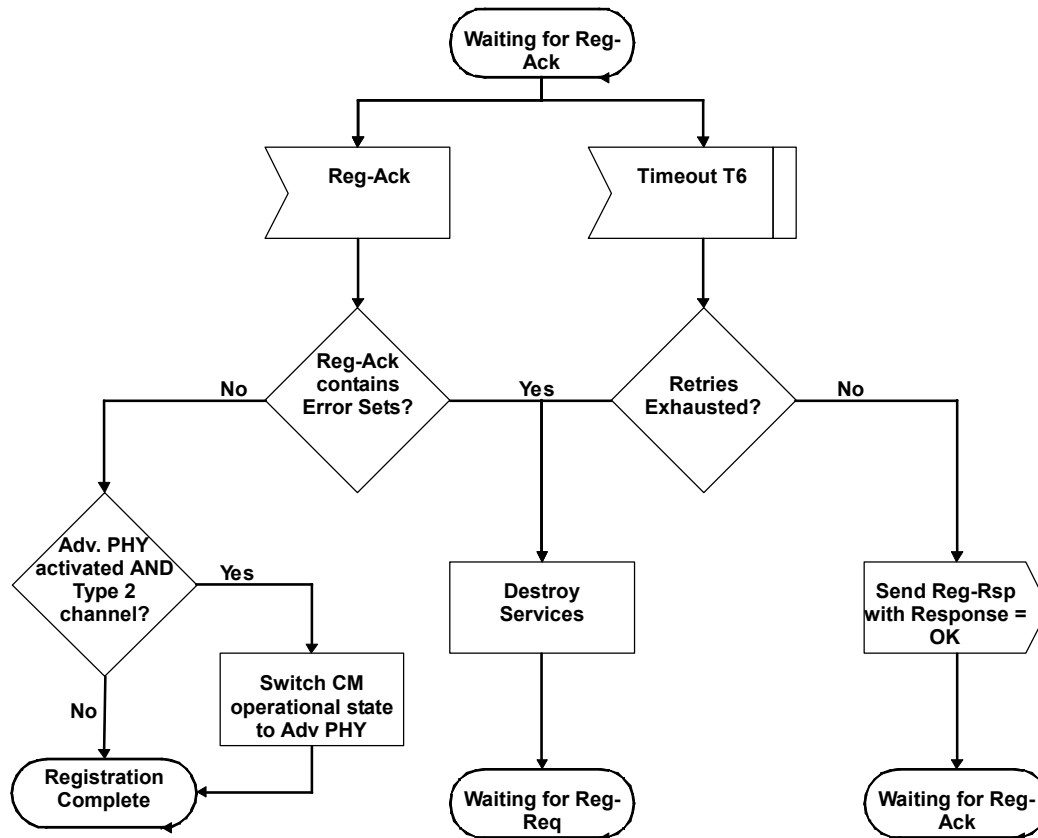 Waiting for Reg-
Ack
Reg-Ack
Timeout T6
Reg-Ack
contains
Error Sets?
Retries
Exhausted?
No
Yes
No
Adv. PHY
activated AND
Type 2
channel?
Yes
Destroy
Services
Send Reg-Rsp
with Response =
OK
Switch CM
operational state
to Adv PHY
No
Registration
Complete
Waiting for Reg-
Req
Waiting for Reg-
Ack